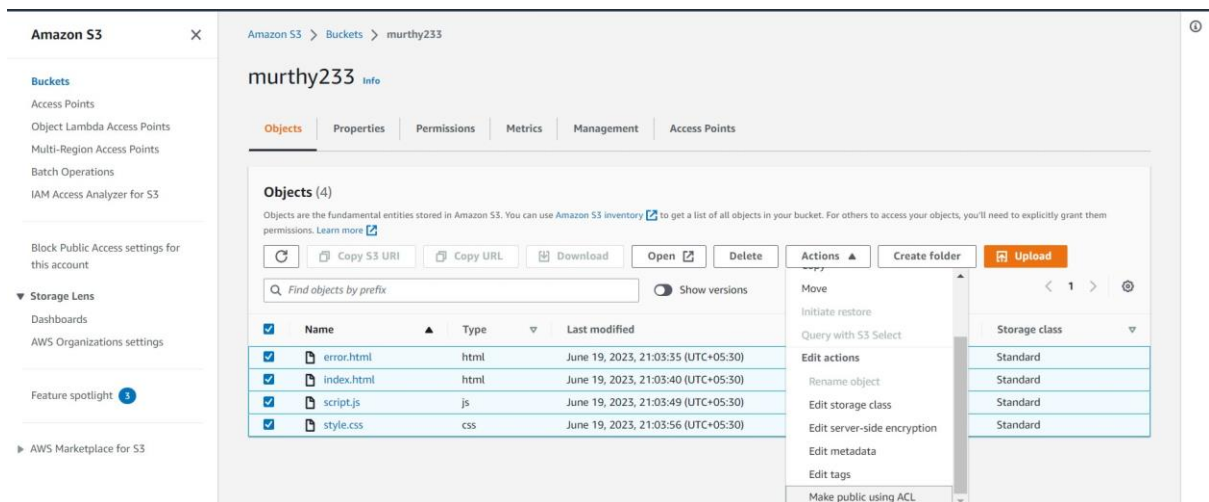 Amazon S3
Buckets
Access Points
Object Lambda Access Points
Multi-Region Access Points
Batch Operations
IAM Access Analyzer for S3
Block Public Access settings for
this account
Storage Lens
Dashboards
AWS Organizations settings
Feature spotlight 3
AWS Marketplace for S3
Amazon S3 > Buckets > murthy233
murthy233 Info
Objects Properties Permissions Metrics Management Access Points
Objects (4)
Objects are the fundamental entities stored in Amazon S3. You can use Amazon S3 inventory to get a list of all objects in your bucket. For others to access your objects, you'll need to explicitly grant them
permissions. Learn more
Copy S3 URI Copy URL Download Open Delete Actions Create folder Upload
Find objects by prefix Show versions 1
Name Type Last modified Storage class
error.html html June 19, 2023, 21:03:35 (UTC+05:30) Standard
index.html html June 19, 2023, 21:03:40 (UTC+05:30) Standard
script.js js June 19, 2023, 21:03:49 (UTC+05:30) Standard
style.css css June 19, 2023, 21:03:56 (UTC+05:30) Standard
Copy
Move
Initiate restore
Query with S3 Select
Edit actions
Rename object
Edit storage class
Edit server-side encryption
Edit metadata
Edit tags
Make public using ACL